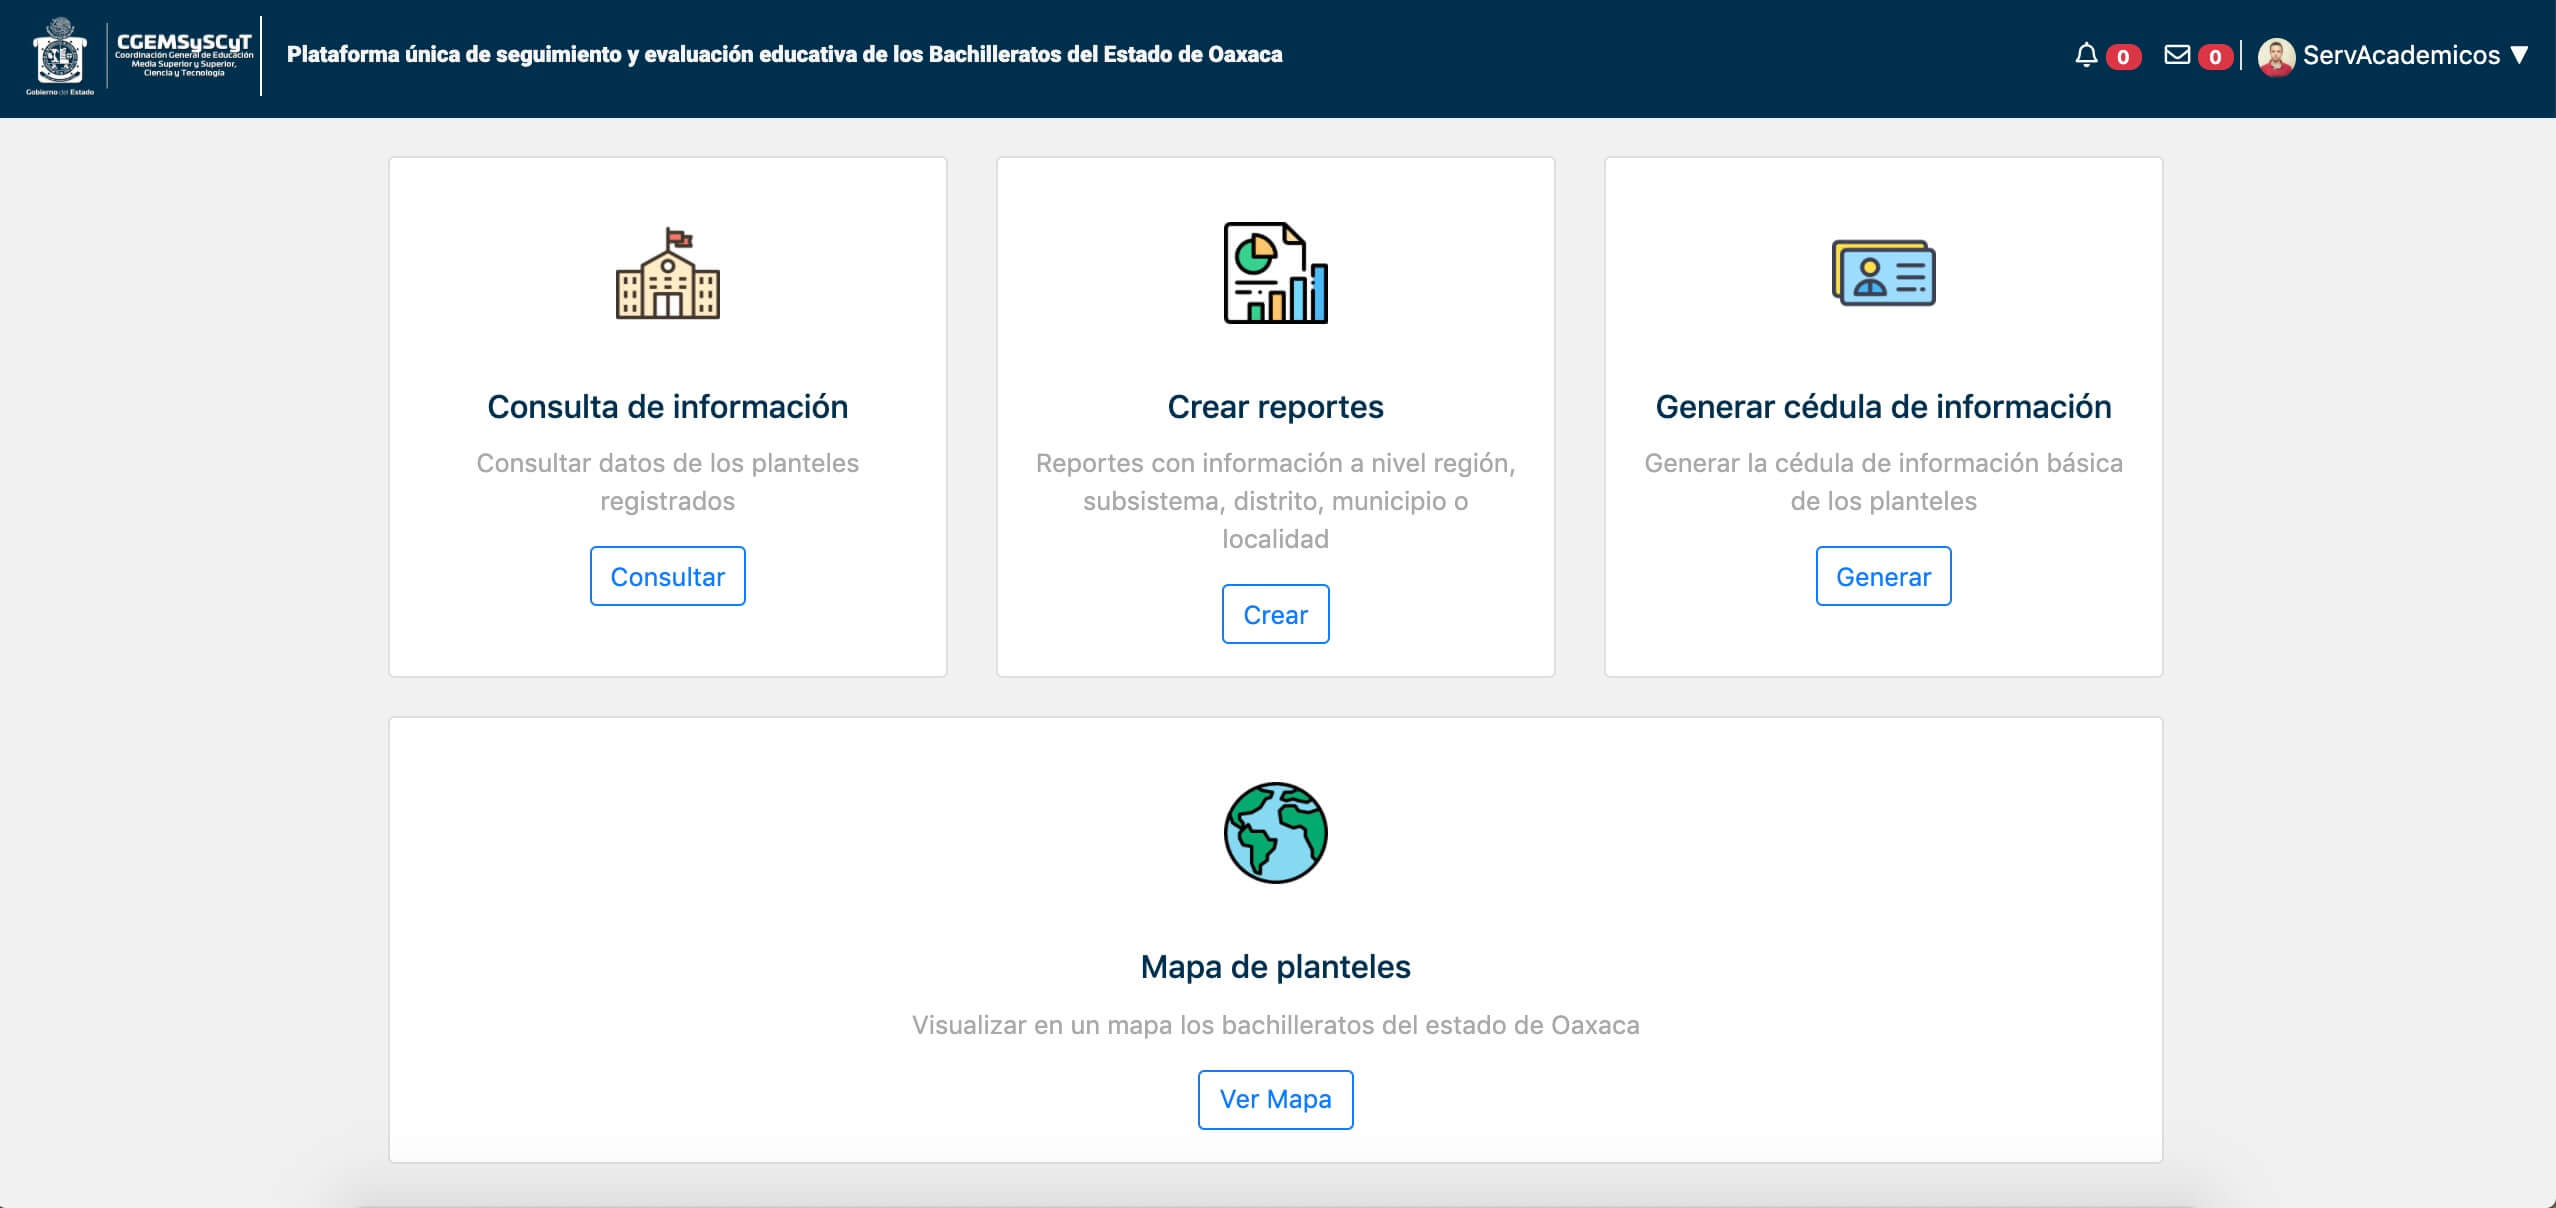 CGEMSySCyT
Coordinación General de Educación
Media Superior y Superior,
Ciencia y Tecnología
Gobierno del Estado
Plataforma única de seguimiento y evaluación educativa de los Bachilleratos del Estado de Oaxaca
0
0
ServAcademicos ▼
Consulta de información
Consultar datos de los planteles
registrados
Consultar
Crear reportes
Reportes con información a nivel región,
subsistema, distrito, municipio o
localidad
Crear
Generar cédula de información
Generar la cédula de información básica
de los planteles
Generar
Mapa de planteles
Visualizar en un mapa los bachilleratos del estado de Oaxaca
Ver Mapa